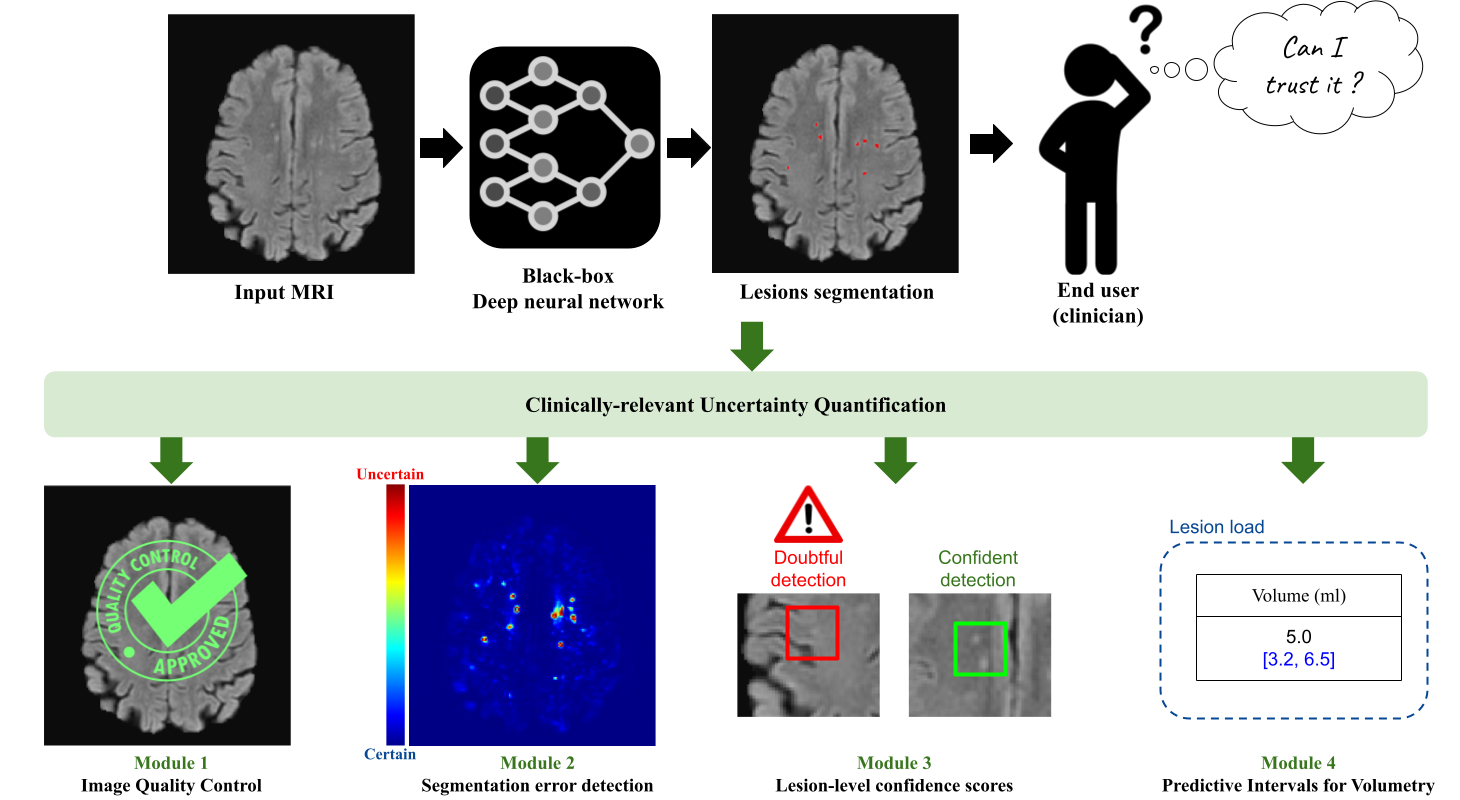 ?
Can I
trust it ?
Input MRI
Black-box
Deep neural network
Lesions segmentation
End user
(clinician)
Clinically-relevant Uncertainty Quantification
QUALITY CONTROL
APPROVED
Uncertain
Certain
!
Doubtful
detection
Confident
detection
Lesion load
Volume (ml)
5.0
[3.2, 6.5]
Module 1
Image Quality Control
Module 2
Segmentation error detection
Module 3
Lesion-level confidence scores
Module 4
Predictive Intervals for Volumetry